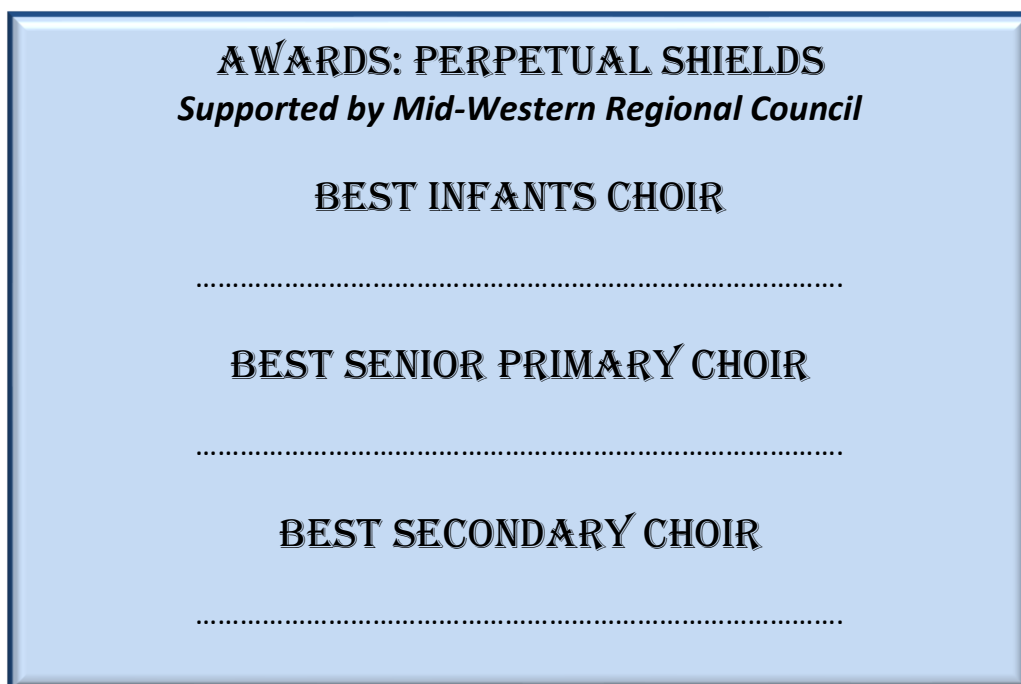 AWARDS: PERPETUAL SHIELDS
Supported by Mid-Western Regional Council
BEST INFANTS CHOIR
……………………………………………………………………………….
BEST SENIOR PRIMARY CHOIR
……………………………………………………………………………….
BEST SECONDARY CHOIR
……………………………………………………………………………….